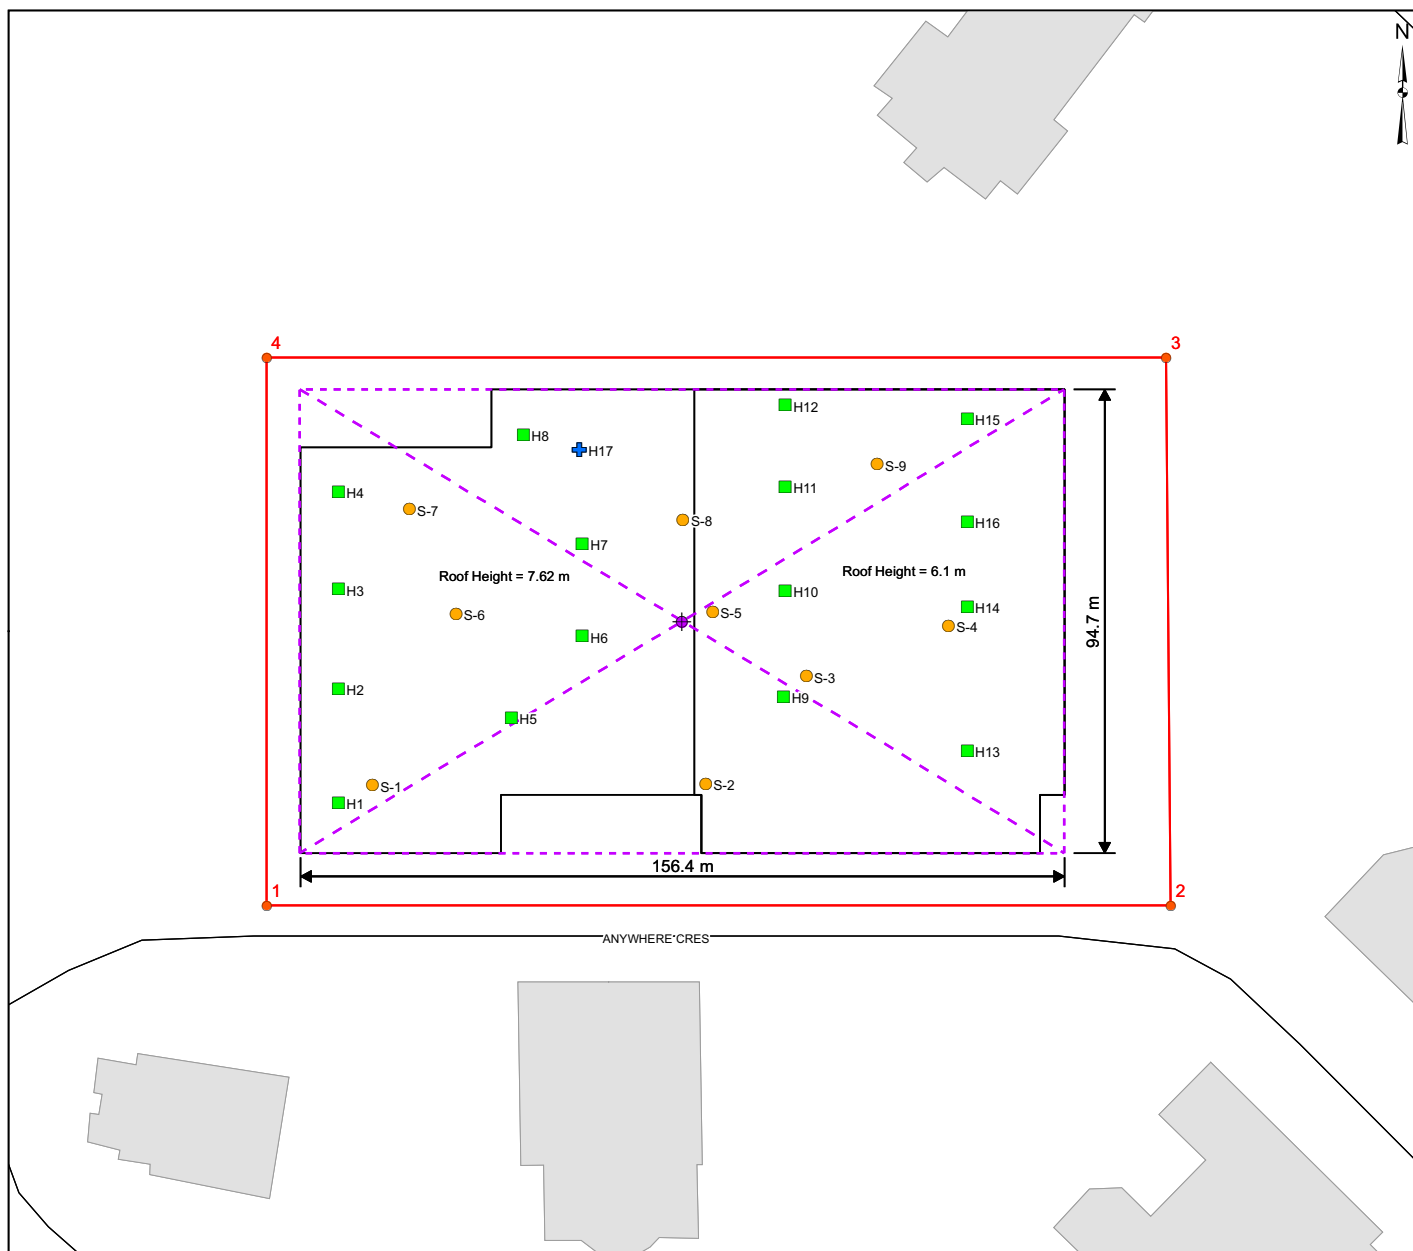 N
4
3
H12
H15
H8
H17
S-9
H4
H11
S-7
S-8
H16
H7
Roof Height = 7.62 m
Roof Height = 6.1 m
H3
H10
S-6
S-5
H14
S-4
94.7 m
H6
S-3
H2
H9
H5
H13
S-1
S-2
H1
156.4 m
1
2
ANYWHERE CRES